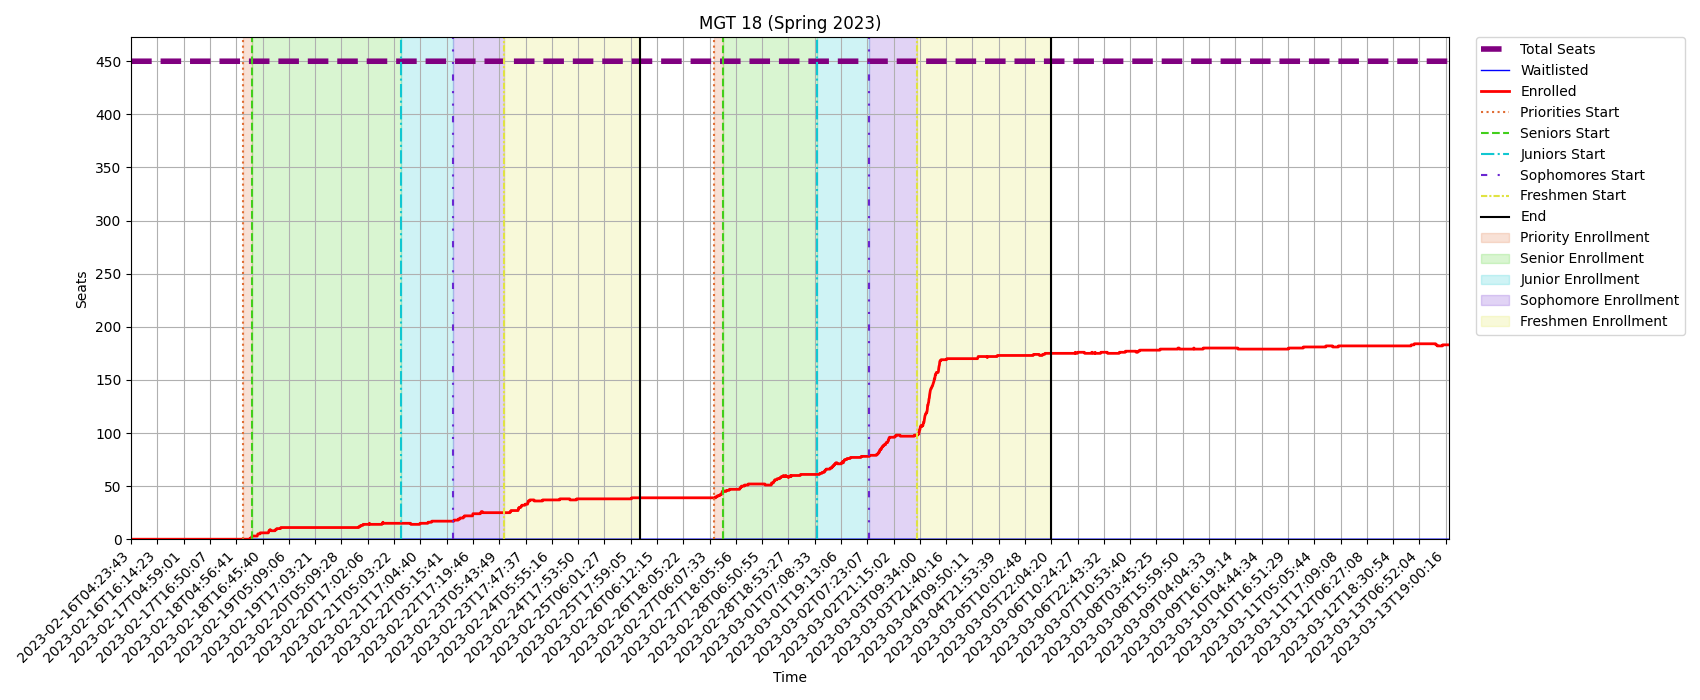 MGT 18 (Spring 2023)
Seats
450
400
350
300
250
200
150
100
50
0
2023-02-16T04:23:43
2023-02-16T16:14:23
2023-02-17T04:59:01
2023-02-17T16:50:07
2023-02-18T04:56:41
2023-02-18T16:45:40
2023-02-19T05:09:06
2023-02-19T17:03:21
2023-02-20T05:09:28
2023-02-20T17:02:06
2023-02-21T05:03:22
2023-02-21T17:04:40
2023-02-22T05:15:41
2023-02-22T17:19:46
2023-02-23T05:43:49
2023-02-23T17:47:37
2023-02-24T05:55:16
2023-02-24T17:53:50
2023-02-25T06:01:27
2023-02-25T17:59:05
2023-02-26T06:12:15
2023-02-26T18:05:22
2023-02-27T06:07:33
2023-02-27T18:05:56
2023-02-28T06:50:55
2023-02-28T18:53:27
2023-03-01T07:08:33
2023-03-01T19:13:06
2023-03-02T07:23:07
2023-03-02T21:15:02
2023-03-03T09:34:00
2023-03-03T21:40:16
2023-03-04T09:50:11
2023-03-04T21:53:39
2023-03-05T10:02:48
2023-03-05T22:04:20
2023-03-06T10:24:27
2023-03-06T22:43:32
2023-03-07T10:53:40
2023-03-08T03:45:25
2023-03-08T15:59:50
2023-03-09T04:04:33
2023-03-09T16:19:14
2023-03-10T04:44:34
2023-03-10T16:51:29
2023-03-11T05:05:44
2023-03-11T17:09:08
2023-03-12T06:27:08
2023-03-12T18:30:54
2023-03-13T06:52:04
2023-03-13T19:00:16
Time
Total Seats
Waitlisted
Enrolled
Priorities Start
Seniors Start
Juniors Start
Sophomores Start
Freshmen Start
End
Priority Enrollment
Senior Enrollment
Junior Enrollment
Sophomore Enrollment
Freshmen Enrollment